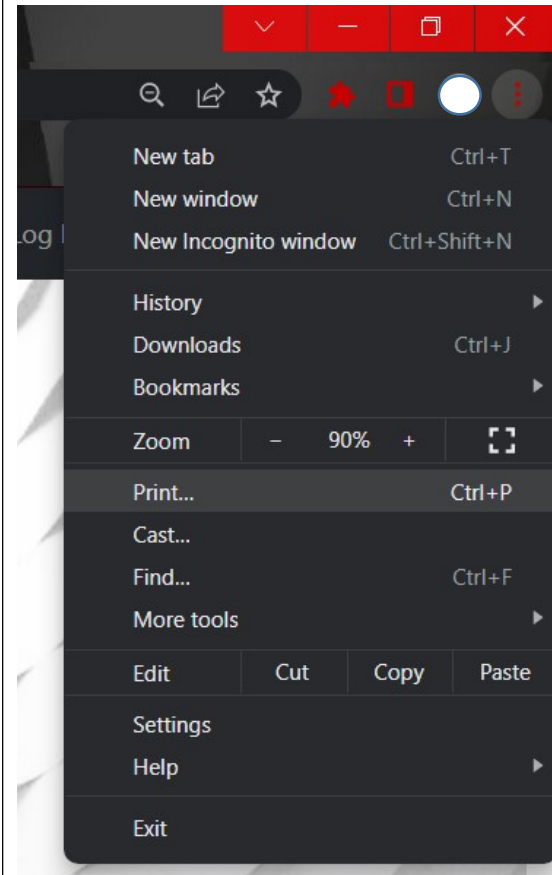 Log
New tab Ctrl+T
New window Ctrl+N
New Incognito window Ctrl+Shift+N
History
Downloads Ctrl+J
Bookmarks
Zoom − 90% +
Print... Ctrl+P
Cast...
Find... Ctrl+F
More tools
Edit Cut Copy Paste
Settings
Help
Exit